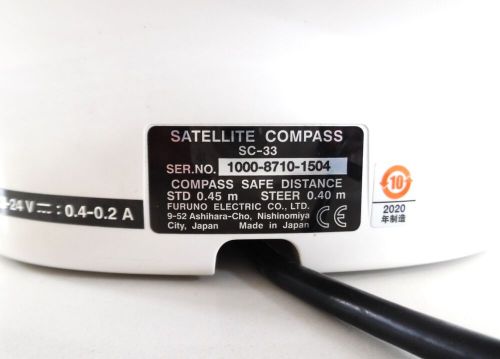 SATELLITE COMPASS
SC-33
SER.NO. 1000-8710-1504
COMPASS SAFE DISTANCE
STD 0.45 m STEER 0.40 m
FURUNO ELECTRIC CO., LTD.
9-52 Ashihara-Cho, Nishinomiya
City, Japan Made in Japan
CE
-24 V ⎓: 0.4-0.2 A
10
2020
年制造